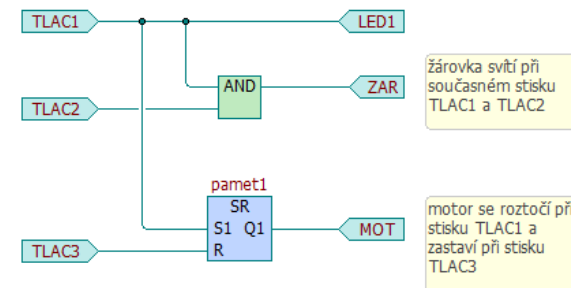 TLAC1
LED1
AND
ZAR
žárovka svítí při
současném stisku
TLAC1 a TLAC2
TLAC2
pamet1
SR
S1 Q1
R
MOT
motor se roztočí při
stisku TLAC1 a
zastaví při stisku
TLAC3
TLAC3